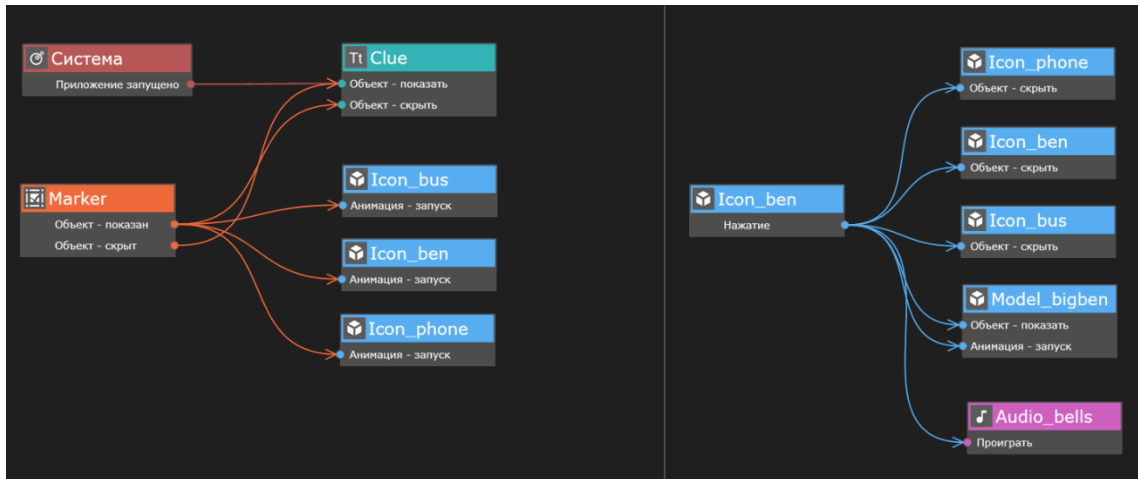 Система
Приложение запущено
Tt Clue
Объект - показать
Объект - скрыть
Marker
Объект - показан
Объект - скрыт
Icon_bus
Анимация - запуск
Icon_ben
Анимация - запуск
Icon_phone
Анимация - запуск
Icon_ben
Нажатие
Icon_phone
Объект - скрыть
Icon_ben
Объект - скрыть
Icon_bus
Объект - скрыть
Model_bigben
Объект - показать
Анимация - запуск
Audio_bells
Проиграть